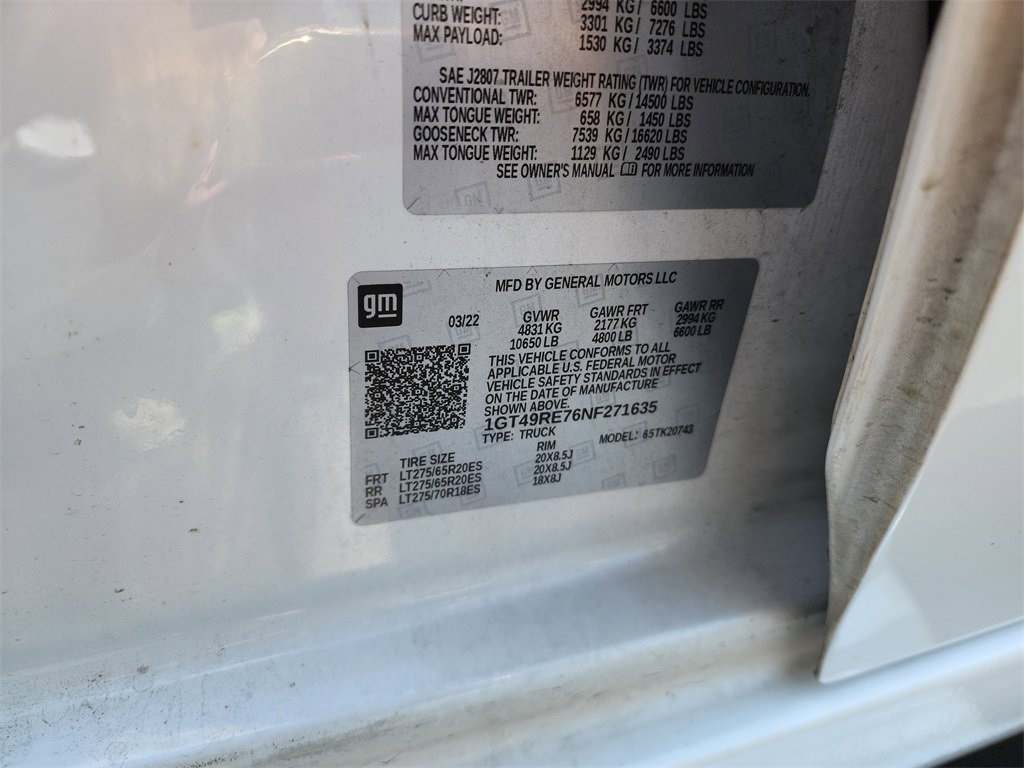 2994 KG/ 6600 LBS
CURB WEIGHT: 3301 KG/ 7276 LBS
MAX PAYLOAD: 1530 KG/ 3374 LBS
SAE J2807 TRAILER WEIGHT RATING (TWR) FOR VEHICLE CONFIGURATION.
CONVENTIONAL TWR: 6577 KG/ 14500 LBS
MAX TONGUE WEIGHT: 658 KG/ 1450 LBS
GOOSENECK TWR: 7539 KG/ 16620 LBS
MAX TONGUE WEIGHT: 1129 KG/ 2490 LBS
SEE OWNER'S MANUAL FOR MORE INFORMATION
gm
MFD BY GENERAL MOTORS LLC
03/22 GVWR GAWR FRT GAWR RR
4831 KG 2177 KG 2994 KG
10650 LB 4800 LB 6600 LB
THIS VEHICLE CONFORMS TO ALL
APPLICABLE U.S. FEDERAL MOTOR
VEHICLE SAFETY STANDARDS IN EFFECT
ON THE DATE OF MANUFACTURE
SHOWN ABOVE.
1GT49RE76NF271635
TYPE: TRUCK MODEL: 65TK20743
TIRE SIZE RIM
FRT LT275/65R20ES 20X8.5J
RR LT275/65R20ES 20X8.5J
SPA LT275/70R18ES 18X8J